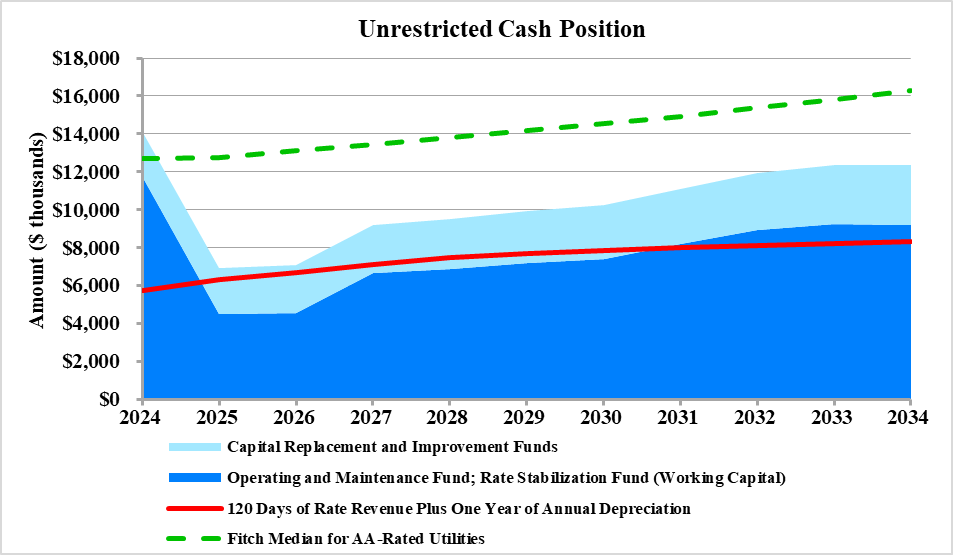 Unrestricted Cash Position
Amount ($ thousands)
$18,000
$16,000
$14,000
$12,000
$10,000
$8,000
$6,000
$4,000
$2,000
$0
2024 2025 2026 2027 2028 2029 2030 2031 2032 2033 2034
Capital Replacement and Improvement Funds
Operating and Maintenance Fund; Rate Stabilization Fund (Working Capital)
120 Days of Rate Revenue Plus One Year of Annual Depreciation
Fitch Median for AA-Rated Utilities